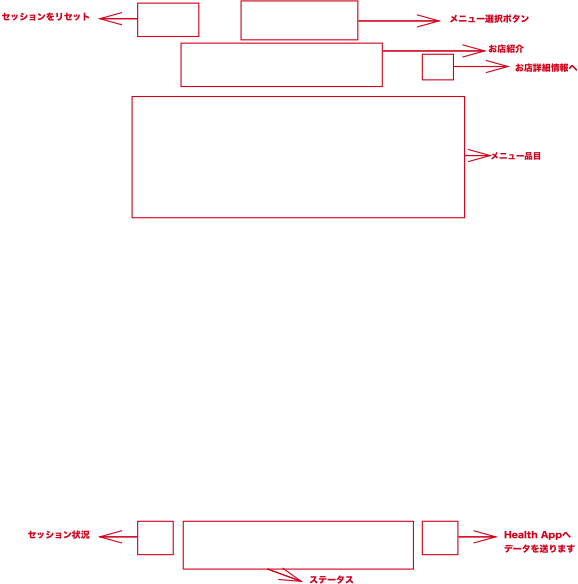 セッションをリセット
メニュー選択ボタン
お店紹介
お店詳細情報へ
メニュー品目
セッション状況
Health Appへ
データを送ります
ステータス